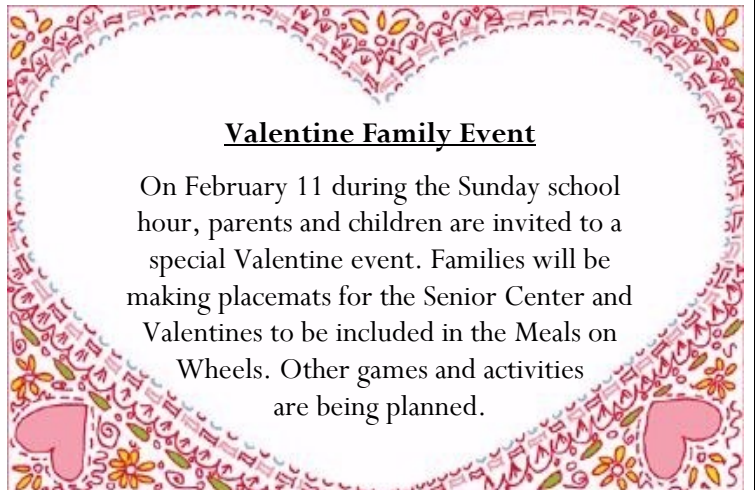 Valentine Family Event
On February 11 during the Sunday school
hour, parents and children are invited to a
special Valentine event. Families will be
making placemats for the Senior Center and
Valentines to be included in the Meals on
Wheels. Other games and activities
are being planned.